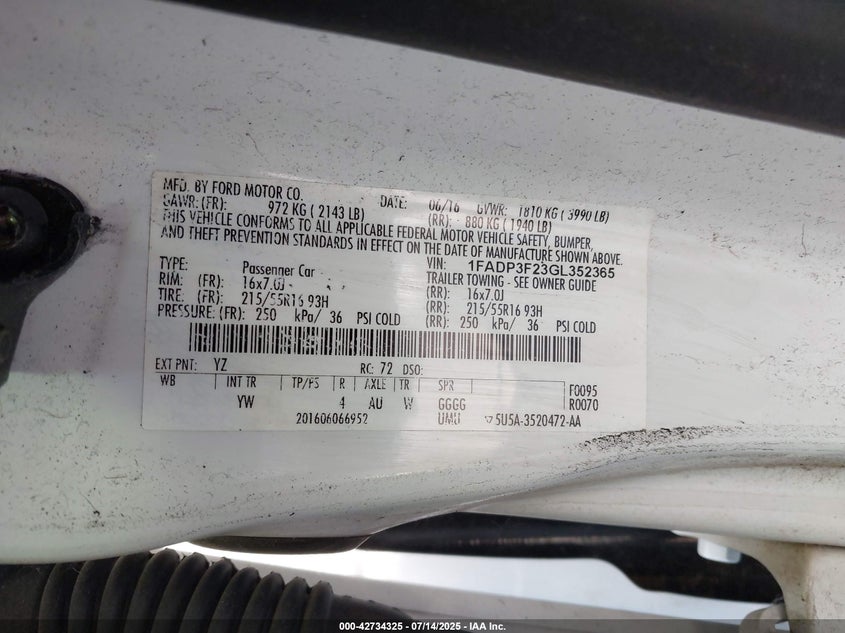 MFD. BY FORD MOTOR CO. DATE: 06/16 GVWR: 1810 KG ( 3990 LB)
GAWR: (FR): 972 KG ( 2143 LB) (RR): 880 KG ( 1940 LB)
THIS VEHICLE CONFORMS TO ALL APPLICABLE FEDERAL MOTOR VEHICLE SAFETY, BUMPER,
AND THEFT PREVENTION STANDARDS IN EFFECT ON THE DATE OF MANUFACTURE SHOWN ABOVE.
VIN: 1FADP3F23GL352365
TYPE: Passenger Car TRAILER TOWING - SEE OWNER GUIDE
RIM: (FR): 16x7.0J (RR): 16x7.0J
TIRE: (FR): 215/55R16 93H (RR): 215/55R16 93H
PRESSURE: (FR): 250 kPa/ 36 PSI COLD (RR): 250 kPa/ 36 PSI COLD
EXT PNT: YZ RC: 72 DSO:
WB INT TR TP/PS R AXLE TR SPR F0095
YW 4 AU W GGGG R0070
201606066952 UMU 5U5A-3520472-AA
000-42734325 - 07/14/2025 - IAA Inc.